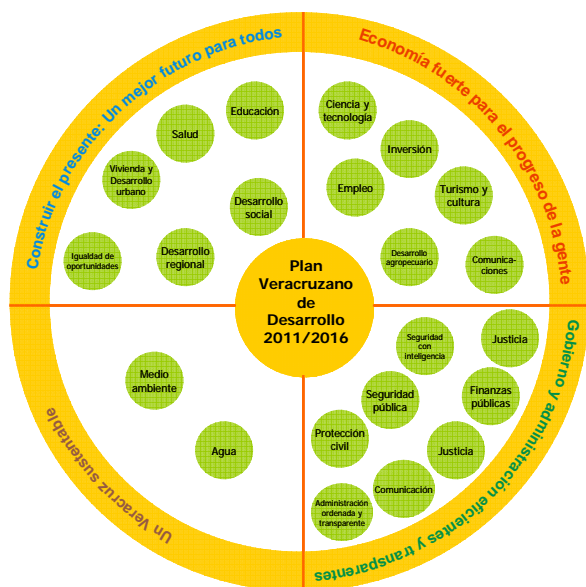 Construir el presente: Un mejor futuro para todos
Educación
Salud
Vivienda y
Desarrollo
urbano
Desarrollo
social
Igualdad de
oportunidades
Desarrollo
regional
Economía fuerte para el progreso de la gente
Ciencia y
tecnología
Inversión
Empleo
Turismo y
cultura
Desarrollo
agropecuario
Comunica-
ciones
Plan
Veracruzano
de
Desarrollo
2011/2016
Un Veracruz sustentable
Medio
ambiente
Agua
Gobierno y administración eficientes y transparentes
Seguridad
con
inteligencia
Justicia
Seguridad
pública
Finanzas
públicas
Protección
civil
Justicia
Comunicación
Administración
ordenada y
transparente